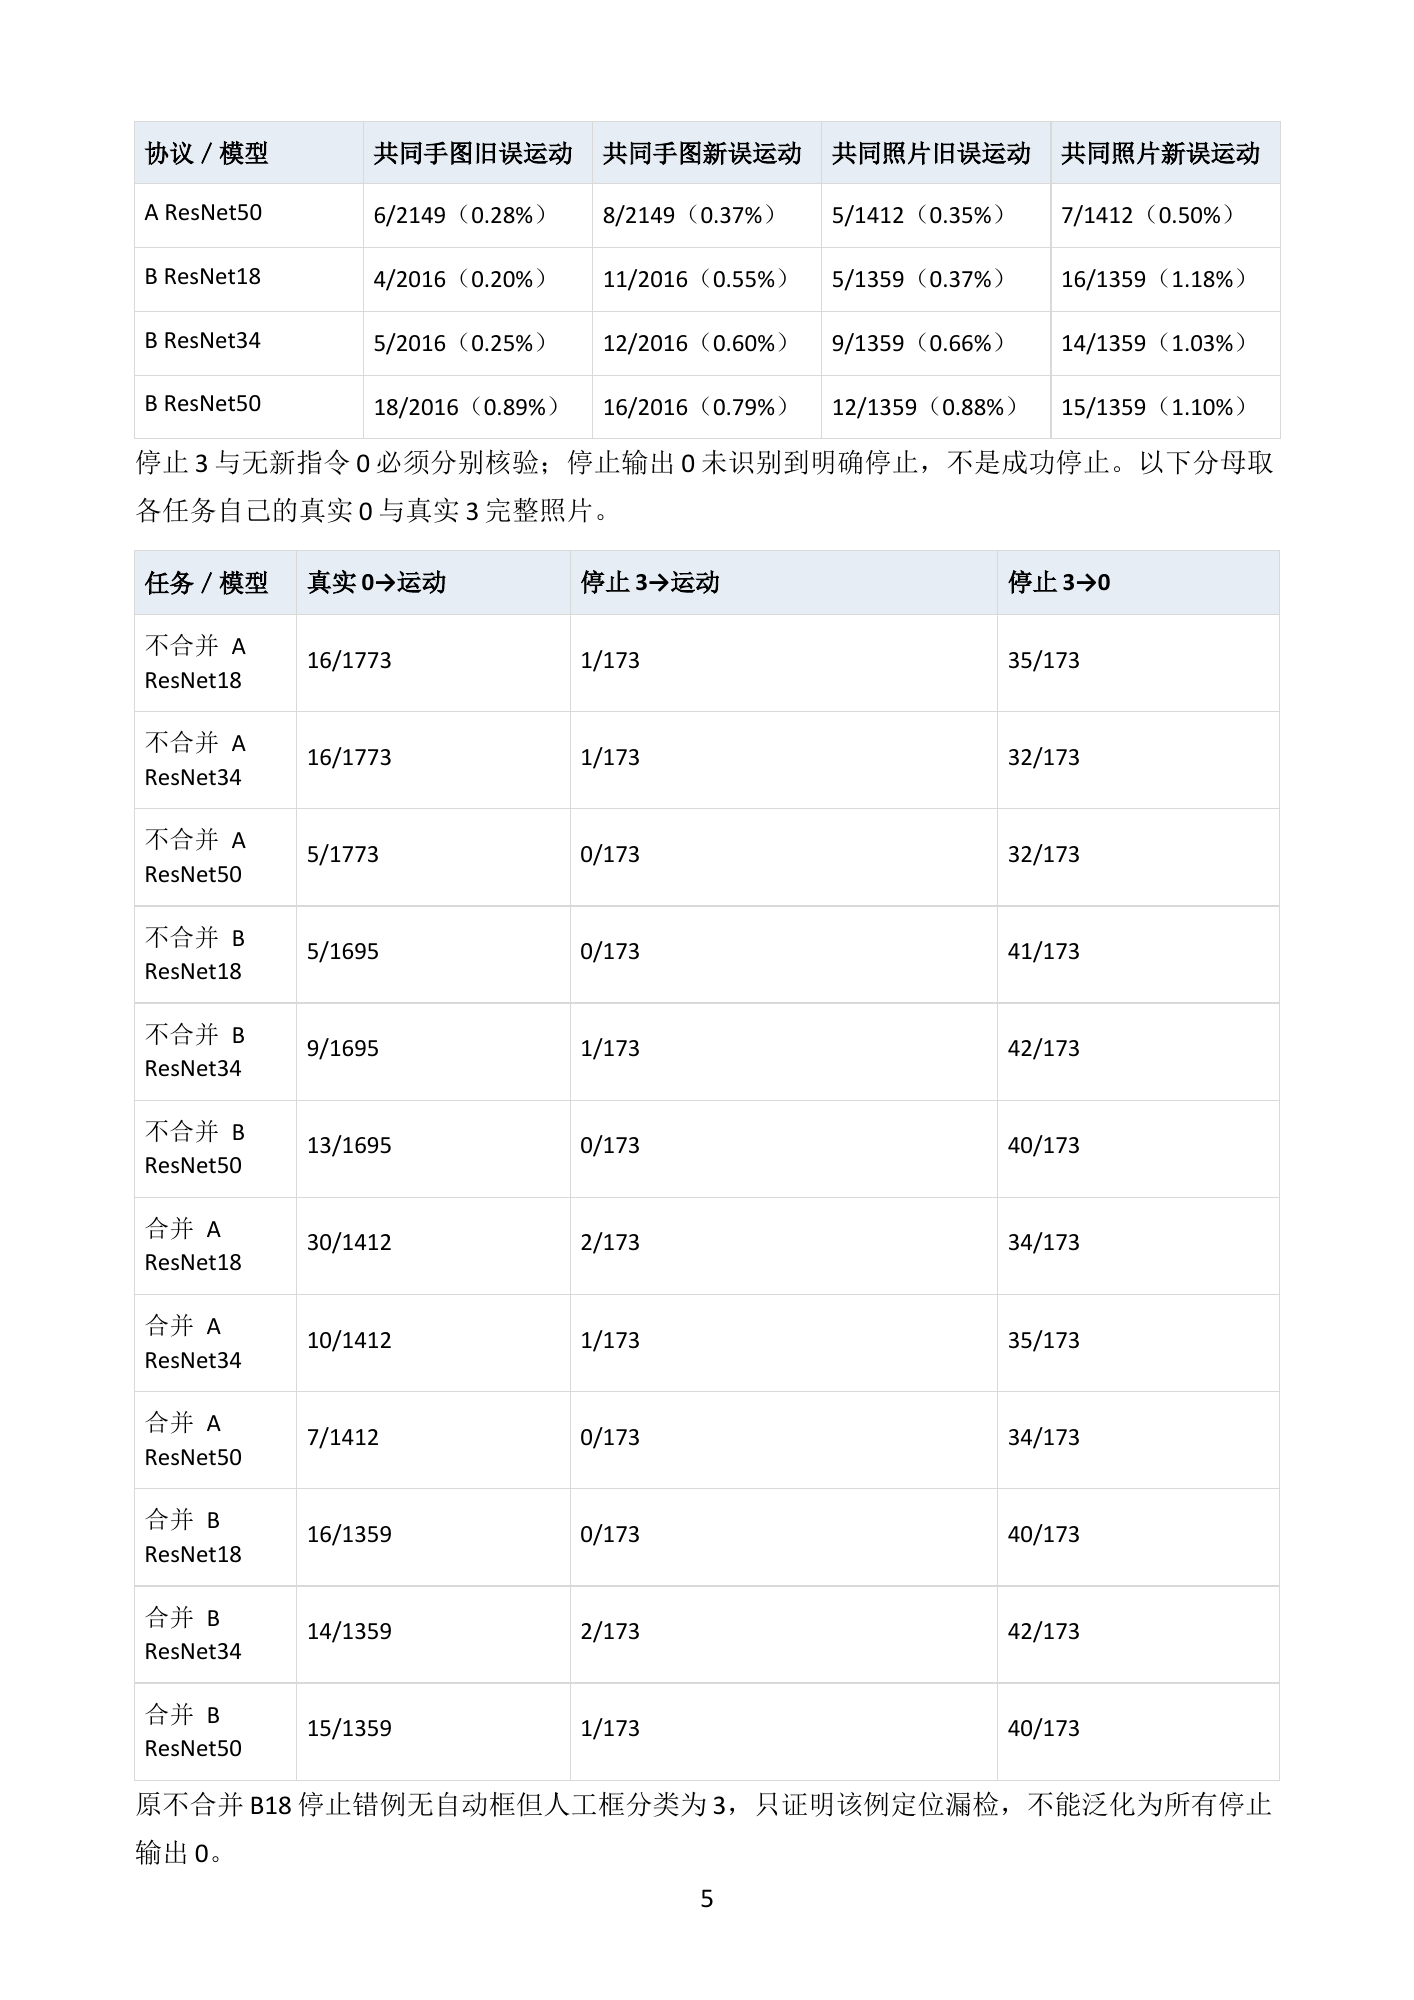 协议 / 模型 共同手图旧误运动 共同手图新误运动 共同照片旧误运动 共同照片新误运动
A ResNet50 6/2149（0.28%） 8/2149（0.37%） 5/1412（0.35%） 7/1412（0.50%）
B ResNet18 4/2016（0.20%） 11/2016（0.55%） 5/1359（0.37%） 16/1359（1.18%）
B ResNet34 5/2016（0.25%） 12/2016（0.60%） 9/1359（0.66%） 14/1359（1.03%）
B ResNet50 18/2016（0.89%） 16/2016（0.79%） 12/1359（0.88%） 15/1359（1.10%）
停止 3 与无新指令 0 必须分别核验；停止输出 0 未识别到明确停止，不是成功停止。以下分母取
各任务自己的真实 0 与真实 3 完整照片。
任务 / 模型 真实 0→运动 停止 3→运动 停止 3→0
不合并 A
ResNet18 16/1773 1/173 35/173
不合并 A
ResNet34 16/1773 1/173 32/173
不合并 A
ResNet50 5/1773 0/173 32/173
不合并 B
ResNet18 5/1695 0/173 41/173
不合并 B
ResNet34 9/1695 1/173 42/173
不合并 B
ResNet50 13/1695 0/173 40/173
合并 A
ResNet18 30/1412 2/173 34/173
合并 A
ResNet34 10/1412 1/173 35/173
合并 A
ResNet50 7/1412 0/173 34/173
合并 B
ResNet18 16/1359 0/173 40/173
合并 B
ResNet34 14/1359 2/173 42/173
合并 B
ResNet50 15/1359 1/173 40/173
原不合并 B18 停止错例无自动框但人工框分类为 3，只证明该例定位漏检，不能泛化为所有停止
输出 0。
5